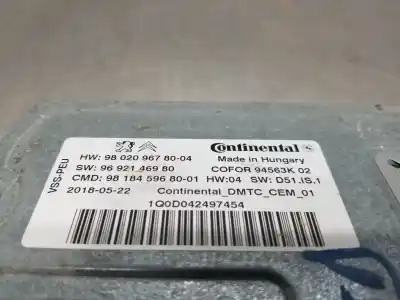 Continental
HW: 98 020 967 80-04
Made in Hungary
SW: 96 921 469 80
COFOR 94563K 02
CMD: 98 184 596 80-01
HW:04 SW: D51.IS.1
2018-05-22
Continental_DMTC_CEM_01
1Q0D042497454
VSS-PEU